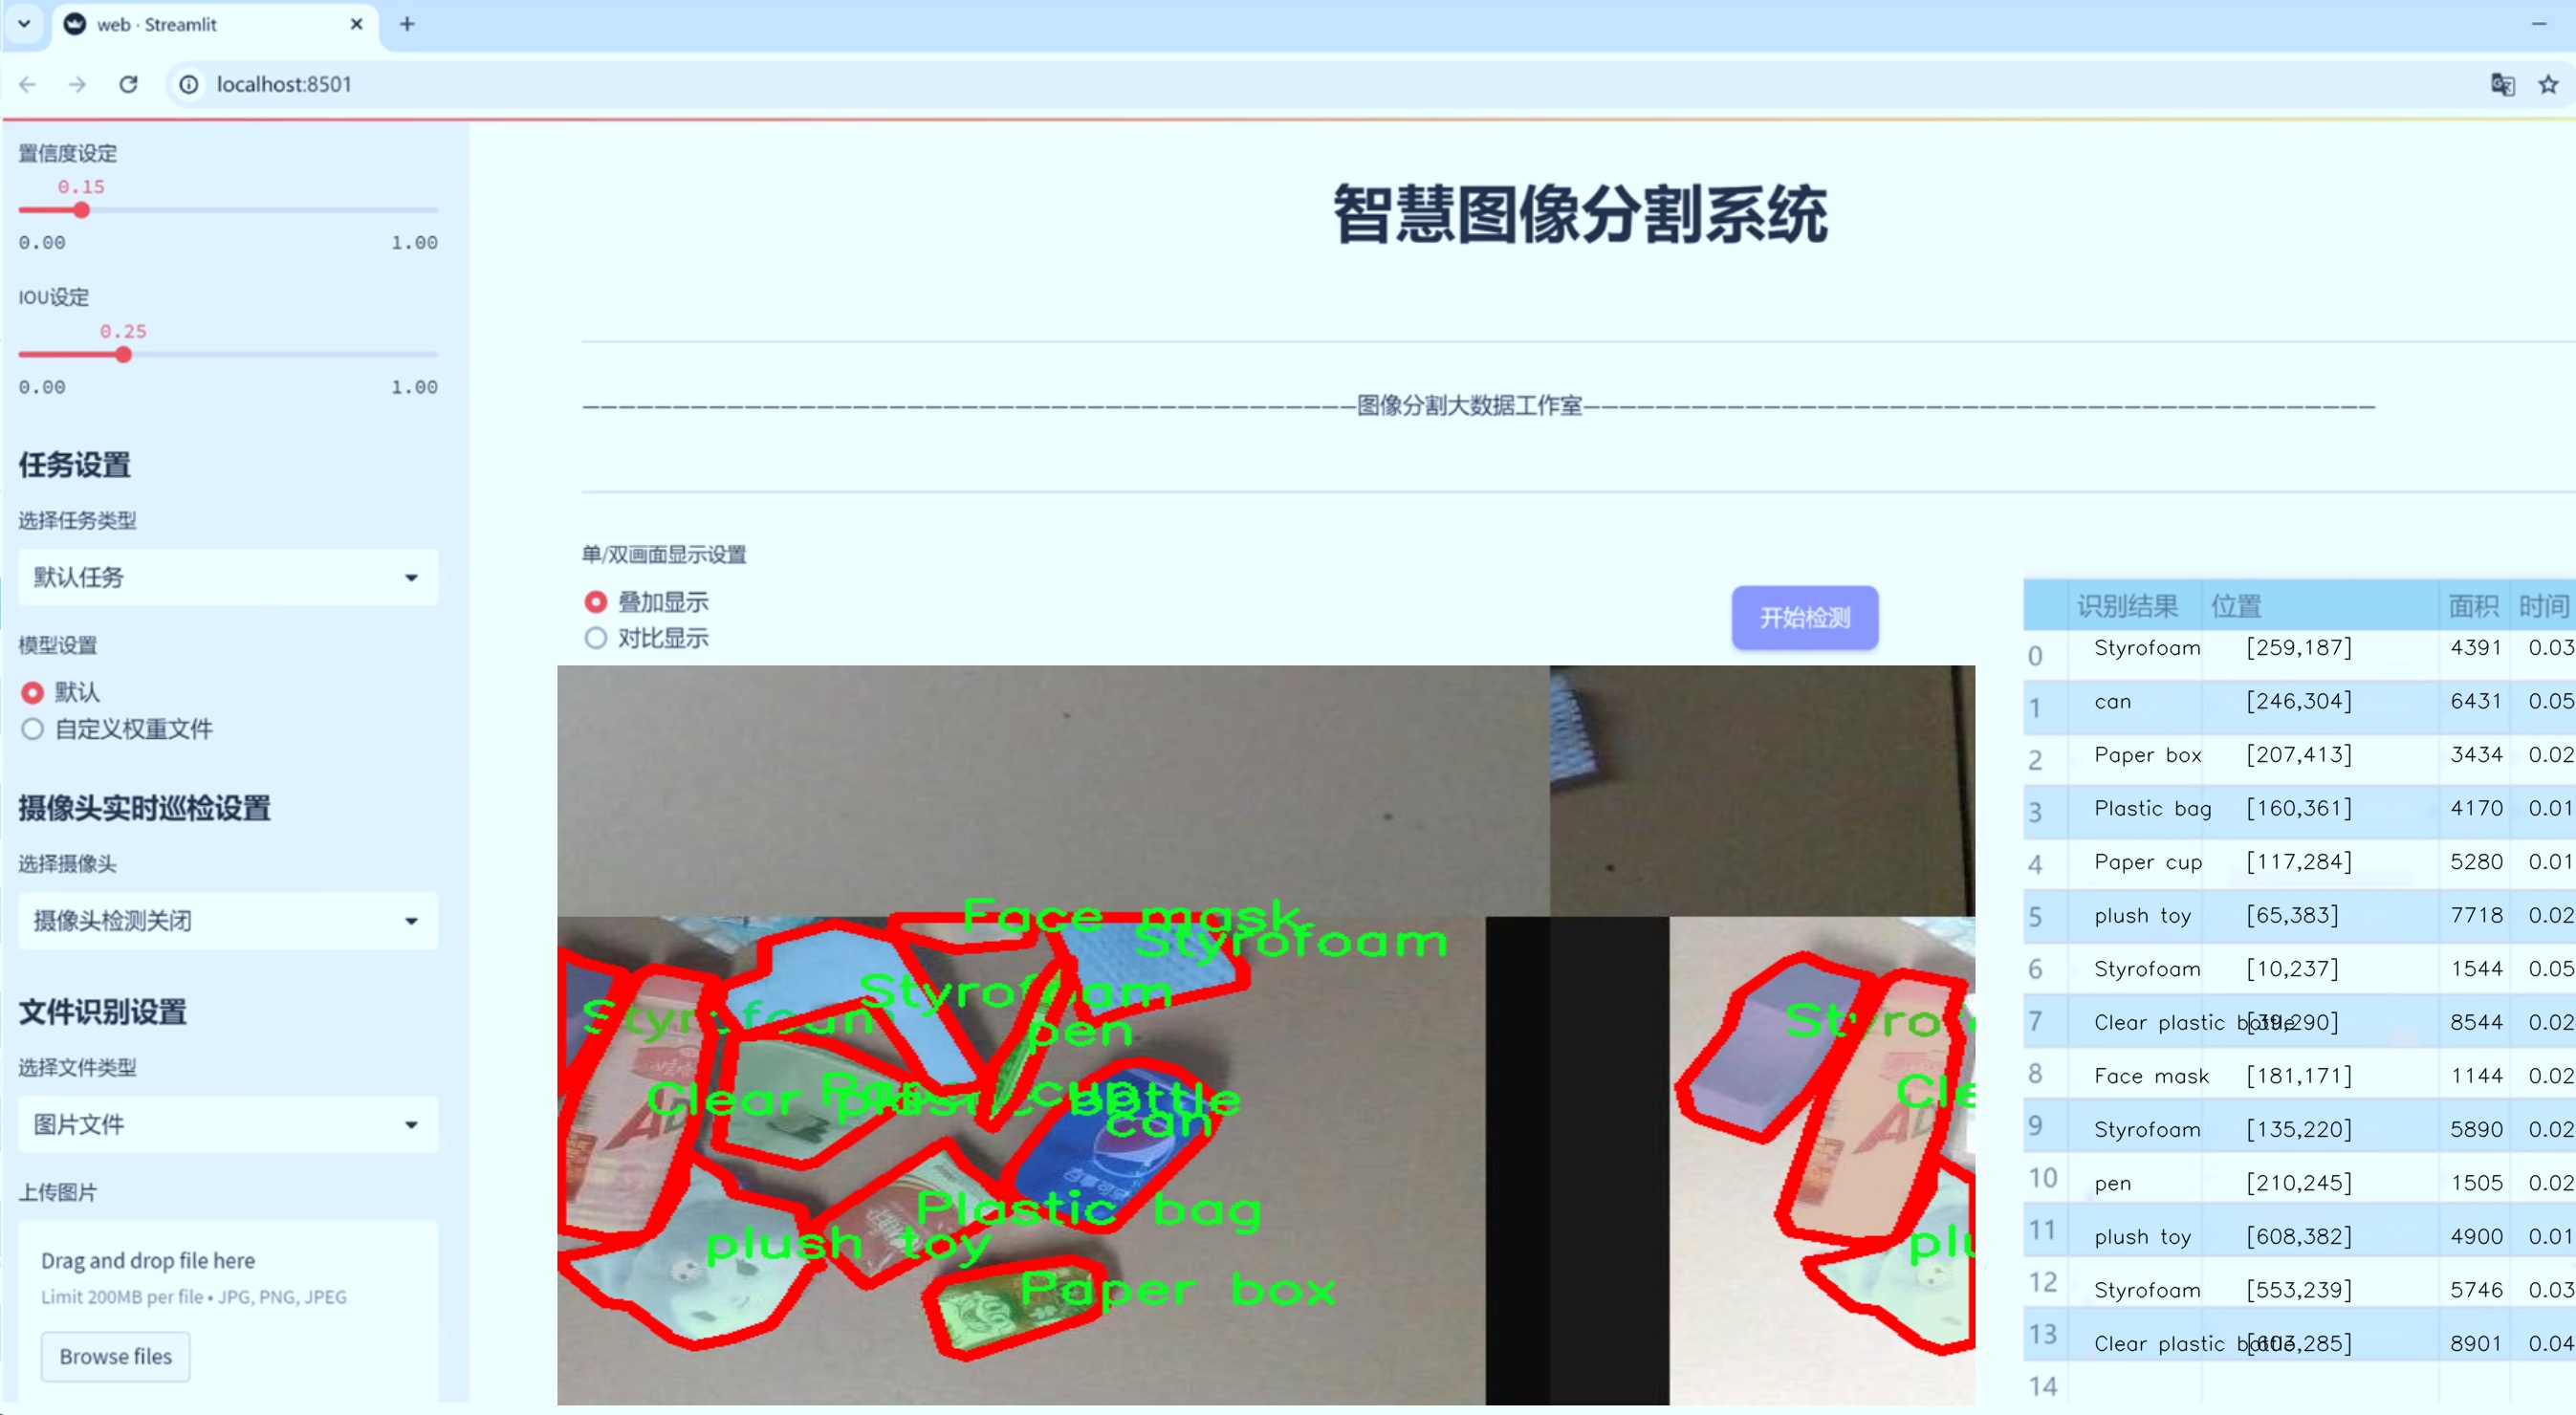 web · Streamlit
localhost:8501
置信度设定
0.15
0.00 1.00
IOU设定
0.25
0.00 1.00
任务设置
选择任务类型
默认任务
模型设置
默认
自定义权重文件
摄像头实时巡检设置
选择摄像头
摄像头检测关闭
文件识别设置
选择文件类型
图片文件
上传图片
Drag and drop file here
Limit 200MB per file • JPG, PNG, JPEG
Browse files
智慧图像分割系统
图像分割大数据工作室
单/双画面显示设置
叠加显示
对比显示
开始检测
Face mask
Styrofoam
Styrofoam
Styrofoam
pen
Paper cup
Clear plastic bottle
can
Plastic bag
plush toy
Paper box
Styrof
Cle
plu
AD
识别结果 位置 面积 时间
0 Styrofoam [259,187] 4391 0.03
1 can [246,304] 6431 0.05
2 Paper box [207,413] 3434 0.02
3 Plastic bag [160,361] 4170 0.01
4 Paper cup [117,284] 5280 0.01
5 plush toy [65,383] 7718 0.02
6 Styrofoam [10,237] 1544 0.05
7 Clear plastic bottle [39,290] 8544 0.02
8 Face mask [181,171] 1144 0.02
9 Styrofoam [135,220] 5890 0.02
10 pen [210,245] 1505 0.02
11 plush toy [608,382] 4900 0.01
12 Styrofoam [553,239] 5746 0.03
13 Clear plastic bottle [603,285] 8901 0.04
14